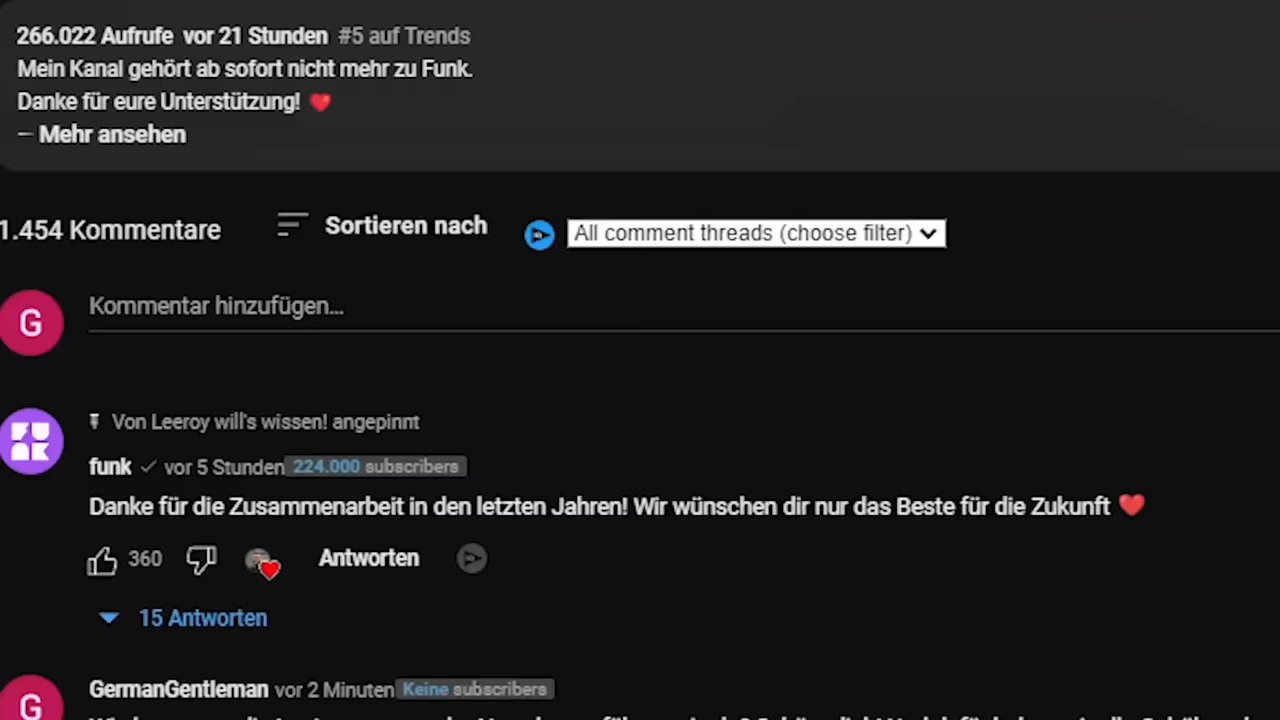 266.022 Aufrufe vor 21 Stunden #5 auf Trends
Mein Kanal gehört ab sofort nicht mehr zu Funk.
Danke für eure Unterstützung! ❤️
– Mehr ansehen
1.454 Kommentare
Sortieren nach
All comment threads (choose filter)
G
Kommentar hinzufügen...
Von Leeroy will's wissen! angepinnt
funk vor 5 Stunden 224.000 subscribers
Danke für die Zusammenarbeit in den letzten Jahren! Wir wünschen dir nur das Beste für die Zukunft ❤️
360
Antworten
15 Antworten
G
GermanGentleman vor 2 Minuten Keine subscribers